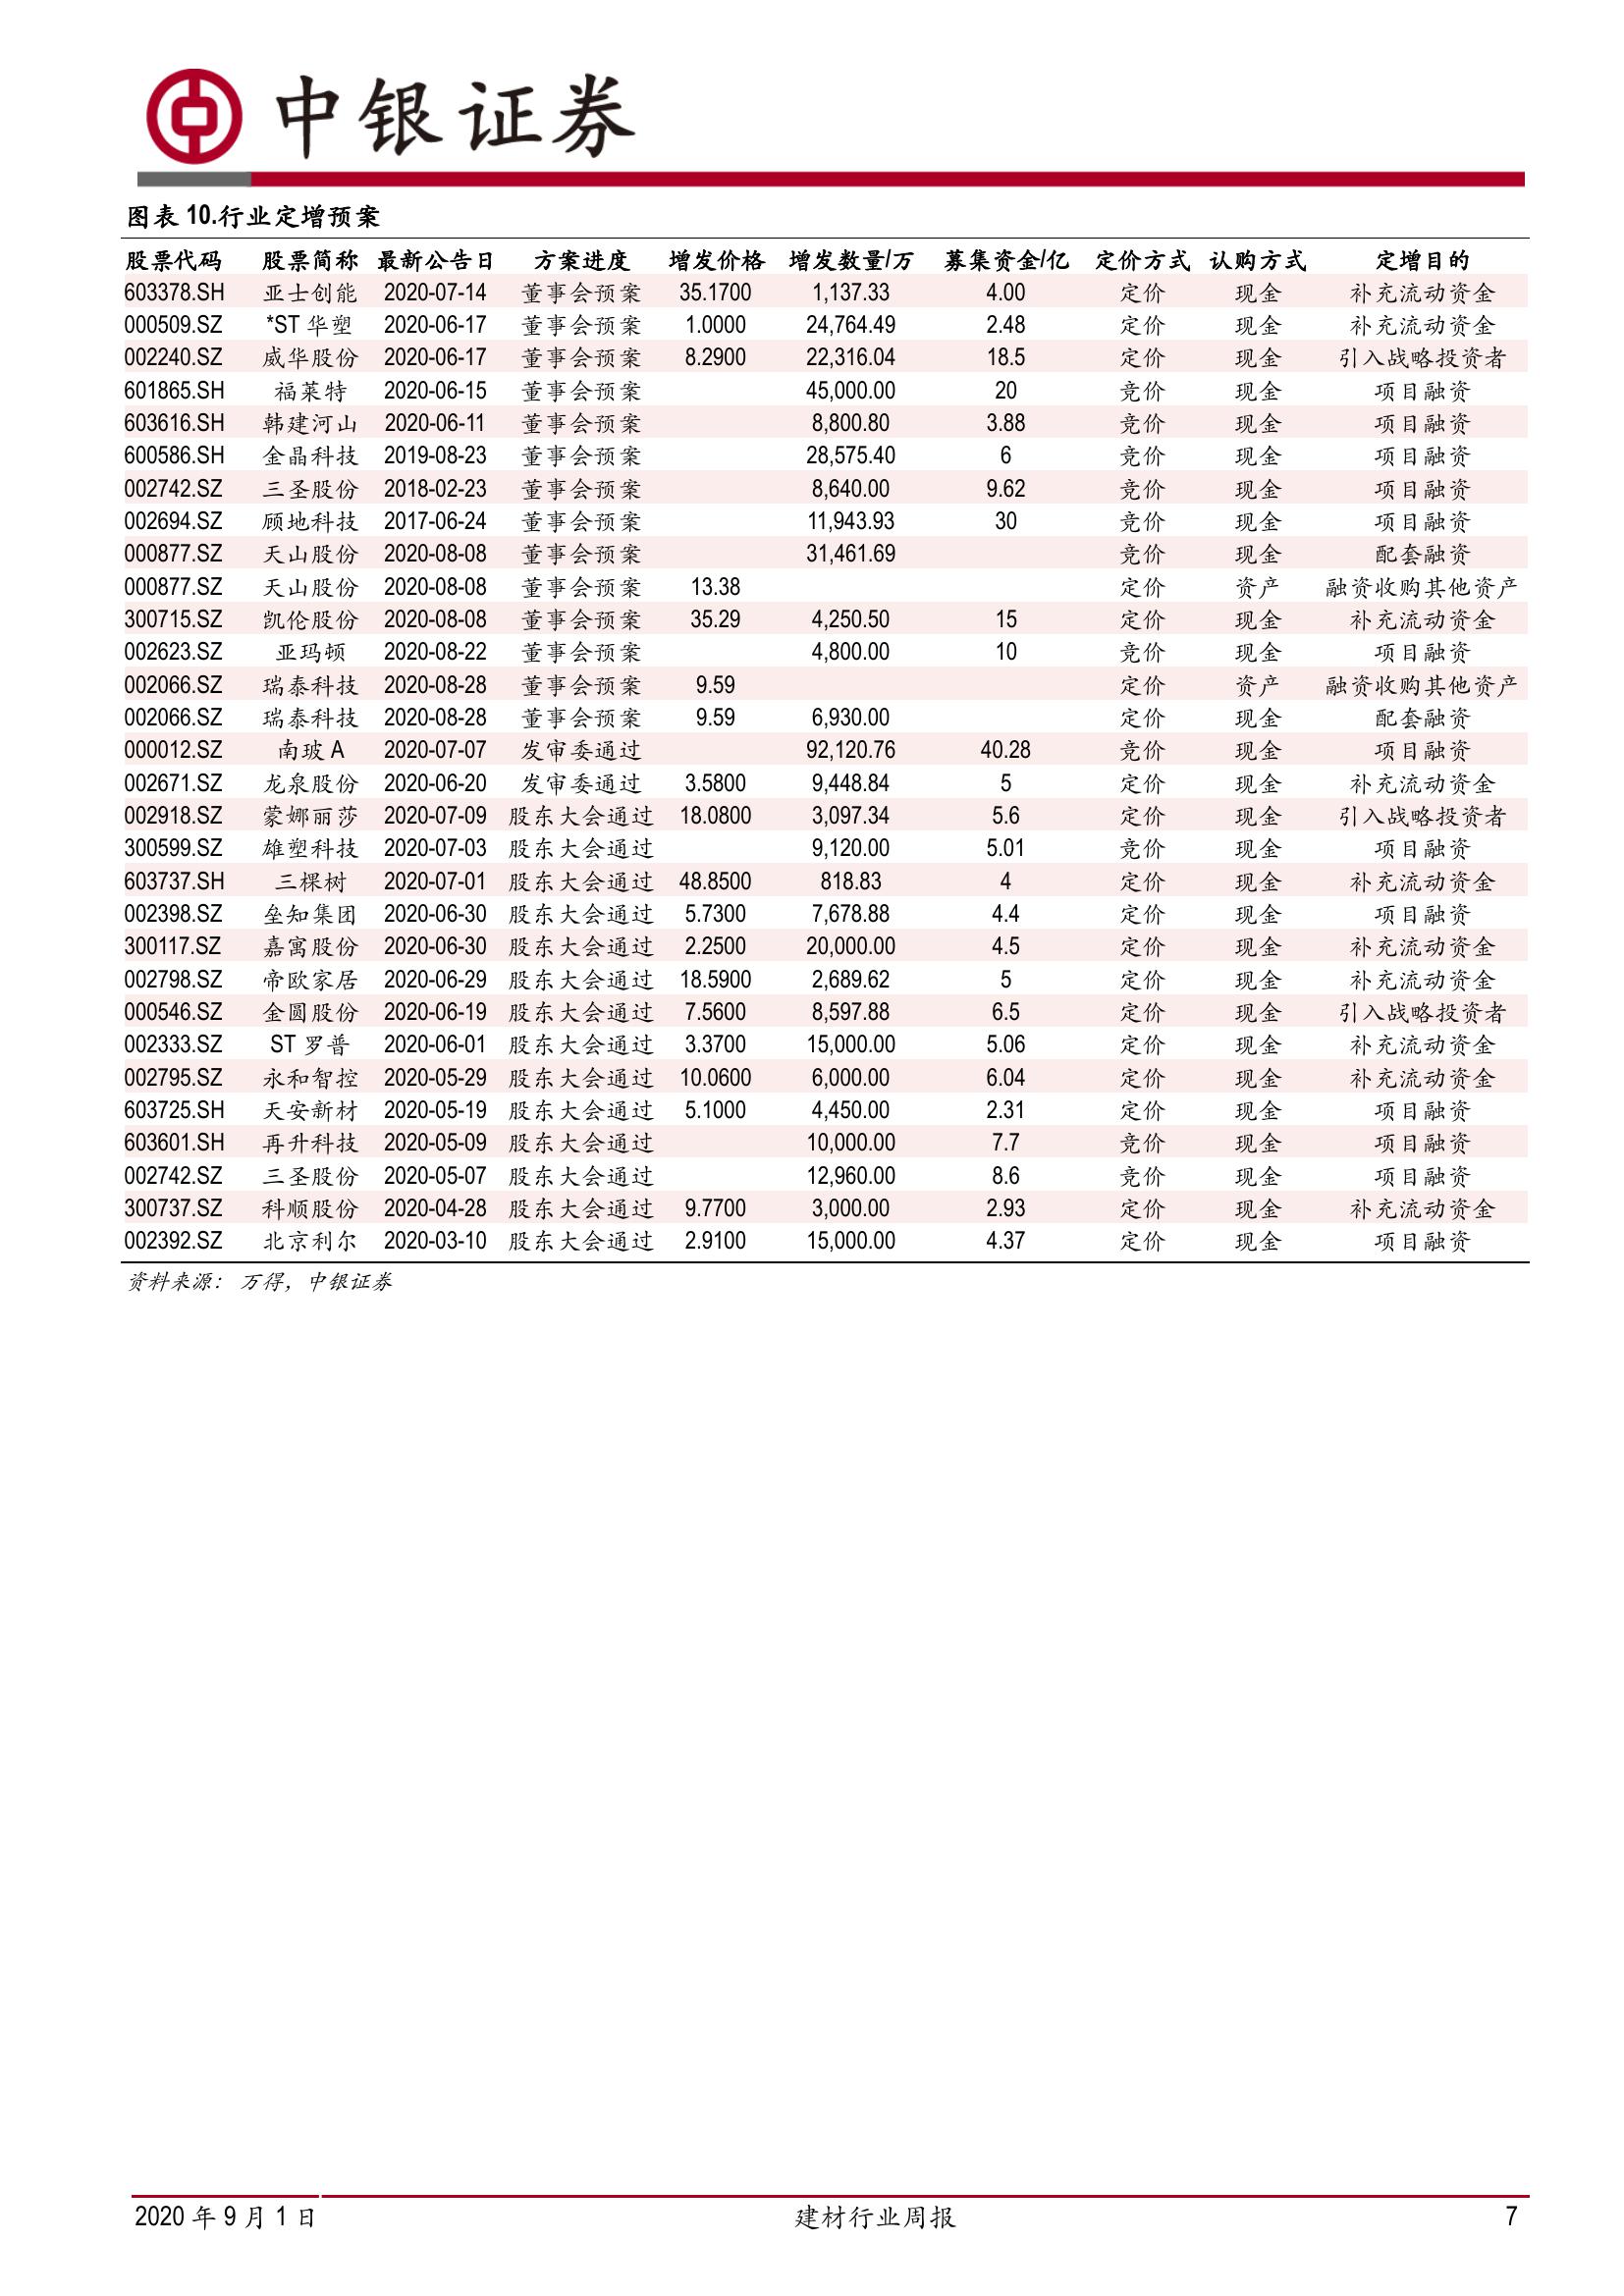 中银证券
图表 10.行业定增预案
股票代码 股票简称 最新公告日 方案进度 增发价格 增发数量/万 募集资金/亿 定价方式 认购方式 定增目的
603378.SH 亚士创能 2020-07-14 董事会预案 35.1700 1,137.33 4.00 定价 现金 补充流动资金
000509.SZ *ST 华塑 2020-06-17 董事会预案 1.0000 24,764.49 2.48 定价 现金 补充流动资金
002240.SZ 威华股份 2020-06-17 董事会预案 8.2900 22,316.04 18.5 定价 现金 引入战略投资者
601865.SH 福莱特 2020-06-15 董事会预案 45,000.00 20 竞价 现金 项目融资
603616.SH 韩建河山 2020-06-11 董事会预案 8,800.80 3.88 竞价 现金 项目融资
600586.SH 金晶科技 2019-08-23 董事会预案 28,575.40 6 竞价 现金 项目融资
002742.SZ 三圣股份 2018-02-23 董事会预案 8,640.00 9.62 竞价 现金 项目融资
002694.SZ 顾地科技 2017-06-24 董事会预案 11,943.93 30 竞价 现金 项目融资
000877.SZ 天山股份 2020-08-08 董事会预案 31,461.69 竞价 现金 配套融资
000877.SZ 天山股份 2020-08-08 董事会预案 13.38 定价 资产 融资收购其他资产
300715.SZ 凯伦股份 2020-08-08 董事会预案 35.29 4,250.50 15 定价 现金 补充流动资金
002623.SZ 亚玛顿 2020-08-22 董事会预案 4,800.00 10 竞价 现金 项目融资
002066.SZ 瑞泰科技 2020-08-28 董事会预案 9.59 定价 资产 融资收购其他资产
002066.SZ 瑞泰科技 2020-08-28 董事会预案 9.59 6,930.00 定价 现金 配套融资
000012.SZ 南玻 A 2020-07-07 发审委通过 92,120.76 40.28 竞价 现金 项目融资
002671.SZ 龙泉股份 2020-06-20 发审委通过 3.5800 9,448.84 5 定价 现金 补充流动资金
002918.SZ 蒙娜丽莎 2020-07-09 股东大会通过 18.0800 3,097.34 5.6 定价 现金 引入战略投资者
300599.SZ 雄塑科技 2020-07-03 股东大会通过 9,120.00 5.01 竞价 现金 项目融资
603737.SH 三棵树 2020-07-01 股东大会通过 48.8500 818.83 4 定价 现金 补充流动资金
002398.SZ 垒知集团 2020-06-30 股东大会通过 5.7300 7,678.88 4.4 定价 现金 项目融资
300117.SZ 嘉寓股份 2020-06-30 股东大会通过 2.2500 20,000.00 4.5 定价 现金 补充流动资金
002798.SZ 帝欧家居 2020-06-29 股东大会通过 18.5900 2,689.62 5 定价 现金 补充流动资金
000546.SZ 金圆股份 2020-06-19 股东大会通过 7.5600 8,597.88 6.5 定价 现金 引入战略投资者
002333.SZ ST 罗普 2020-06-01 股东大会通过 3.3700 15,000.00 5.06 定价 现金 补充流动资金
002795.SZ 永和智控 2020-05-29 股东大会通过 10.0600 6,000.00 6.04 定价 现金 补充流动资金
603725.SH 天安新材 2020-05-19 股东大会通过 5.1000 4,450.00 2.31 定价 现金 项目融资
603601.SH 再升科技 2020-05-09 股东大会通过 10,000.00 7.7 竞价 现金 项目融资
002742.SZ 三圣股份 2020-05-07 股东大会通过 12,960.00 8.6 竞价 现金 项目融资
300737.SZ 科顺股份 2020-04-28 股东大会通过 9.7700 3,000.00 2.93 定价 现金 补充流动资金
002392.SZ 北京利尔 2020-03-10 股东大会通过 2.9100 15,000.00 4.37 定价 现金 项目融资
资料来源： 万得，中银证券
2020 年 9 月 1 日 建材行业周报 7